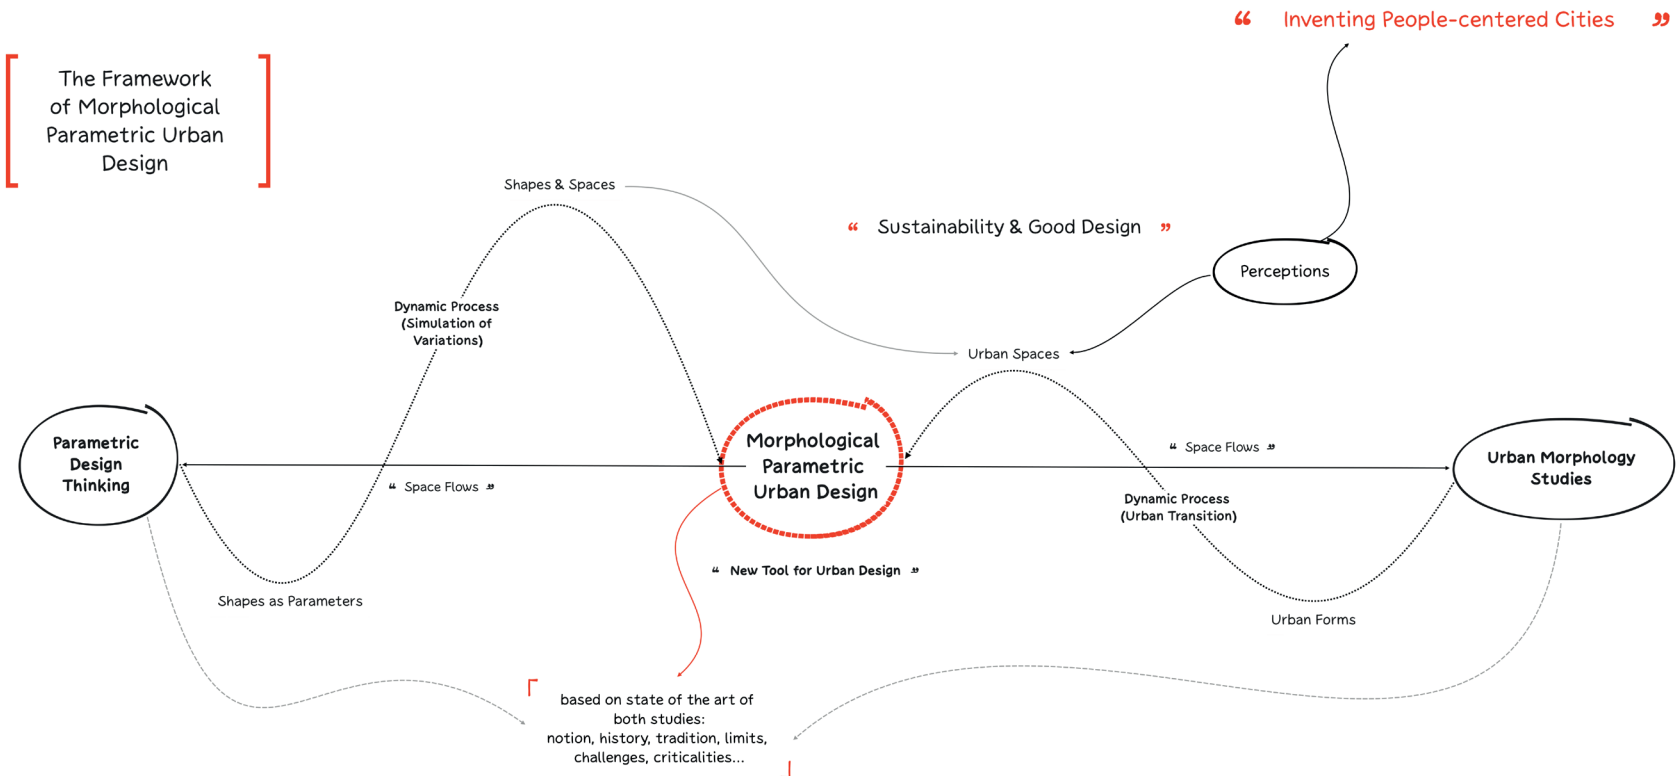 “ Inventing People-centered Cities ”
The Framework
of Morphological
Parametric Urban
Design
Shapes & Spaces
“ Sustainability & Good Design ”
Perceptions
Dynamic Process
(Simulation of
Variations)
Urban Spaces
Parametric
Design
Thinking
Morphological
Parametric
Urban Design
“ Space Flows ”
Urban Morphology
Studies
“ Space Flows ”
Dynamic Process
(Urban Transition)
“ New Tool for Urban Design ”
Shapes as Parameters
Urban Forms
based on state of the art of
both studies:
notion, history, tradition, limits,
challenges, criticalities...